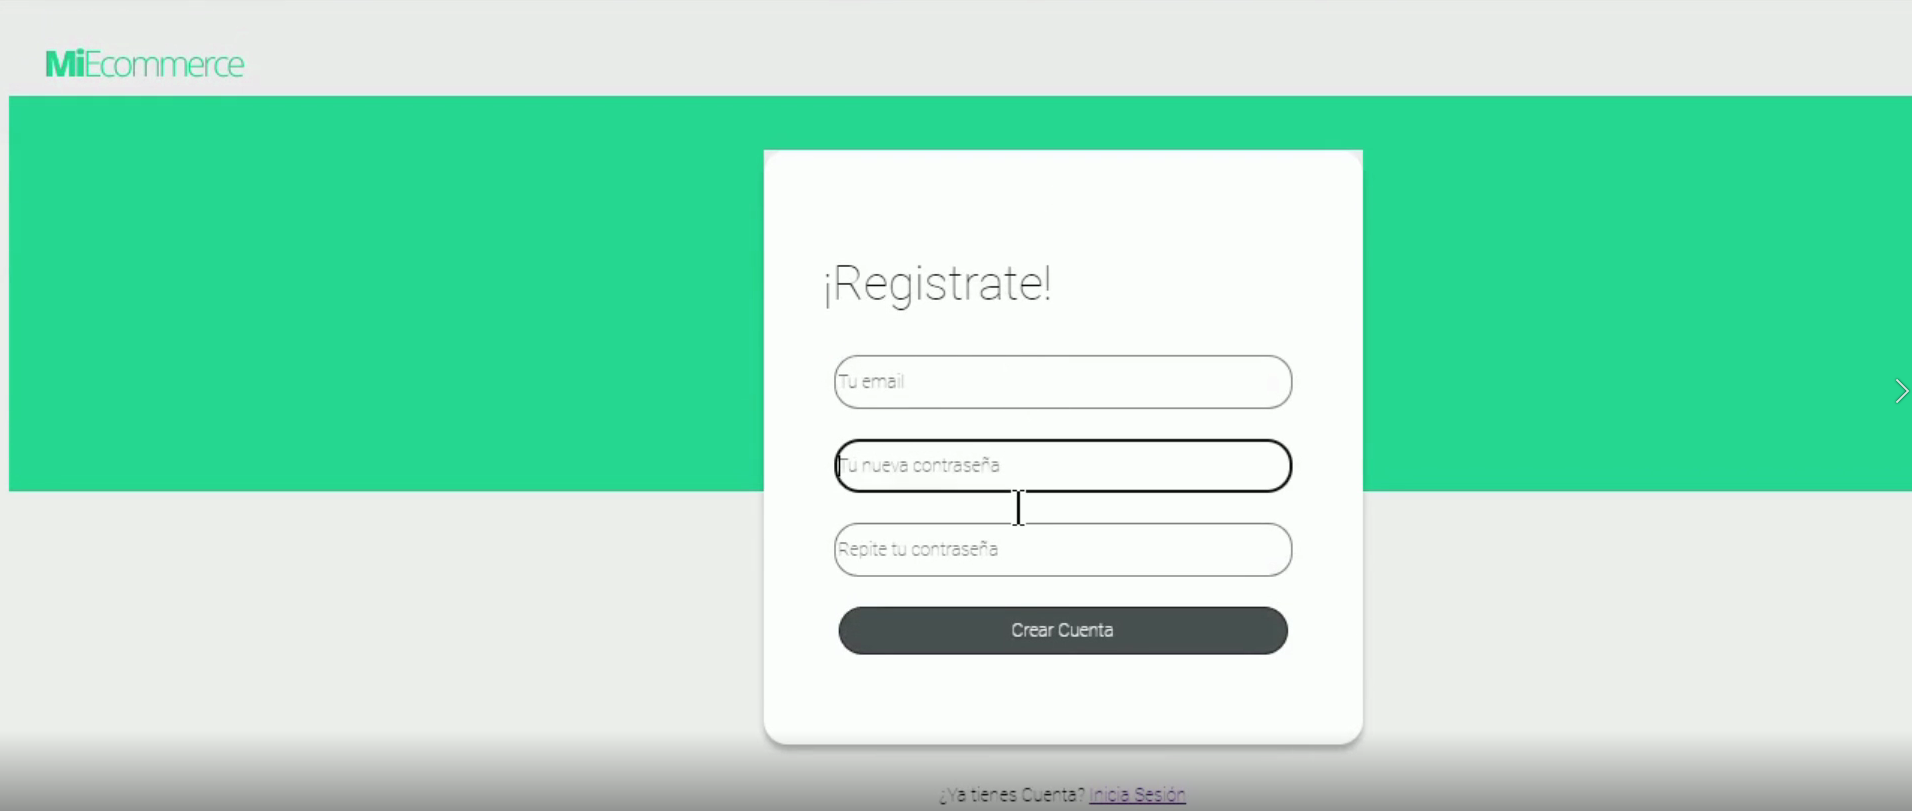 MiEcommerce
¡Registrate!
Tu email
Tu nueva contraseña
Repite tu contraseña
Crear Cuenta
¿Ya tienes Cuenta? Inicia Sesión